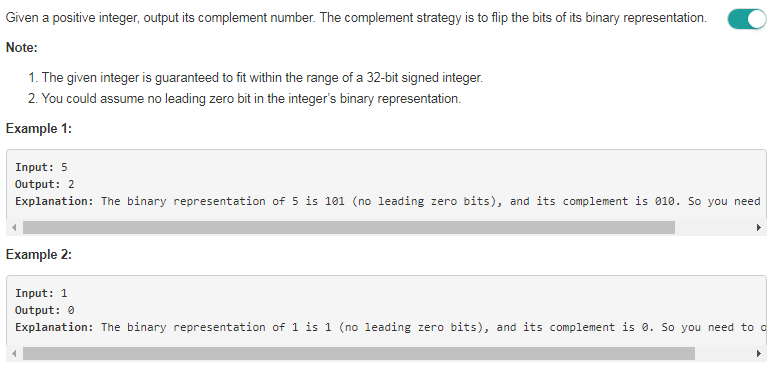 Given a positive integer, output its complement number. The complement strategy is to flip the bits of its binary representation.
Note:
1. The given integer is guaranteed to fit within the range of a 32-bit signed integer.
2. You could assume no leading zero bit in the integer's binary representation.
Example 1:
Input: 5
Output: 2
Explanation: The binary representation of 5 is 101 (no leading zero bits), and its complement is 010. So you need
Example 2:
Input: 1
Output: 0
Explanation: The binary representation of 1 is 1 (no leading zero bits), and its complement is 0. So you need to